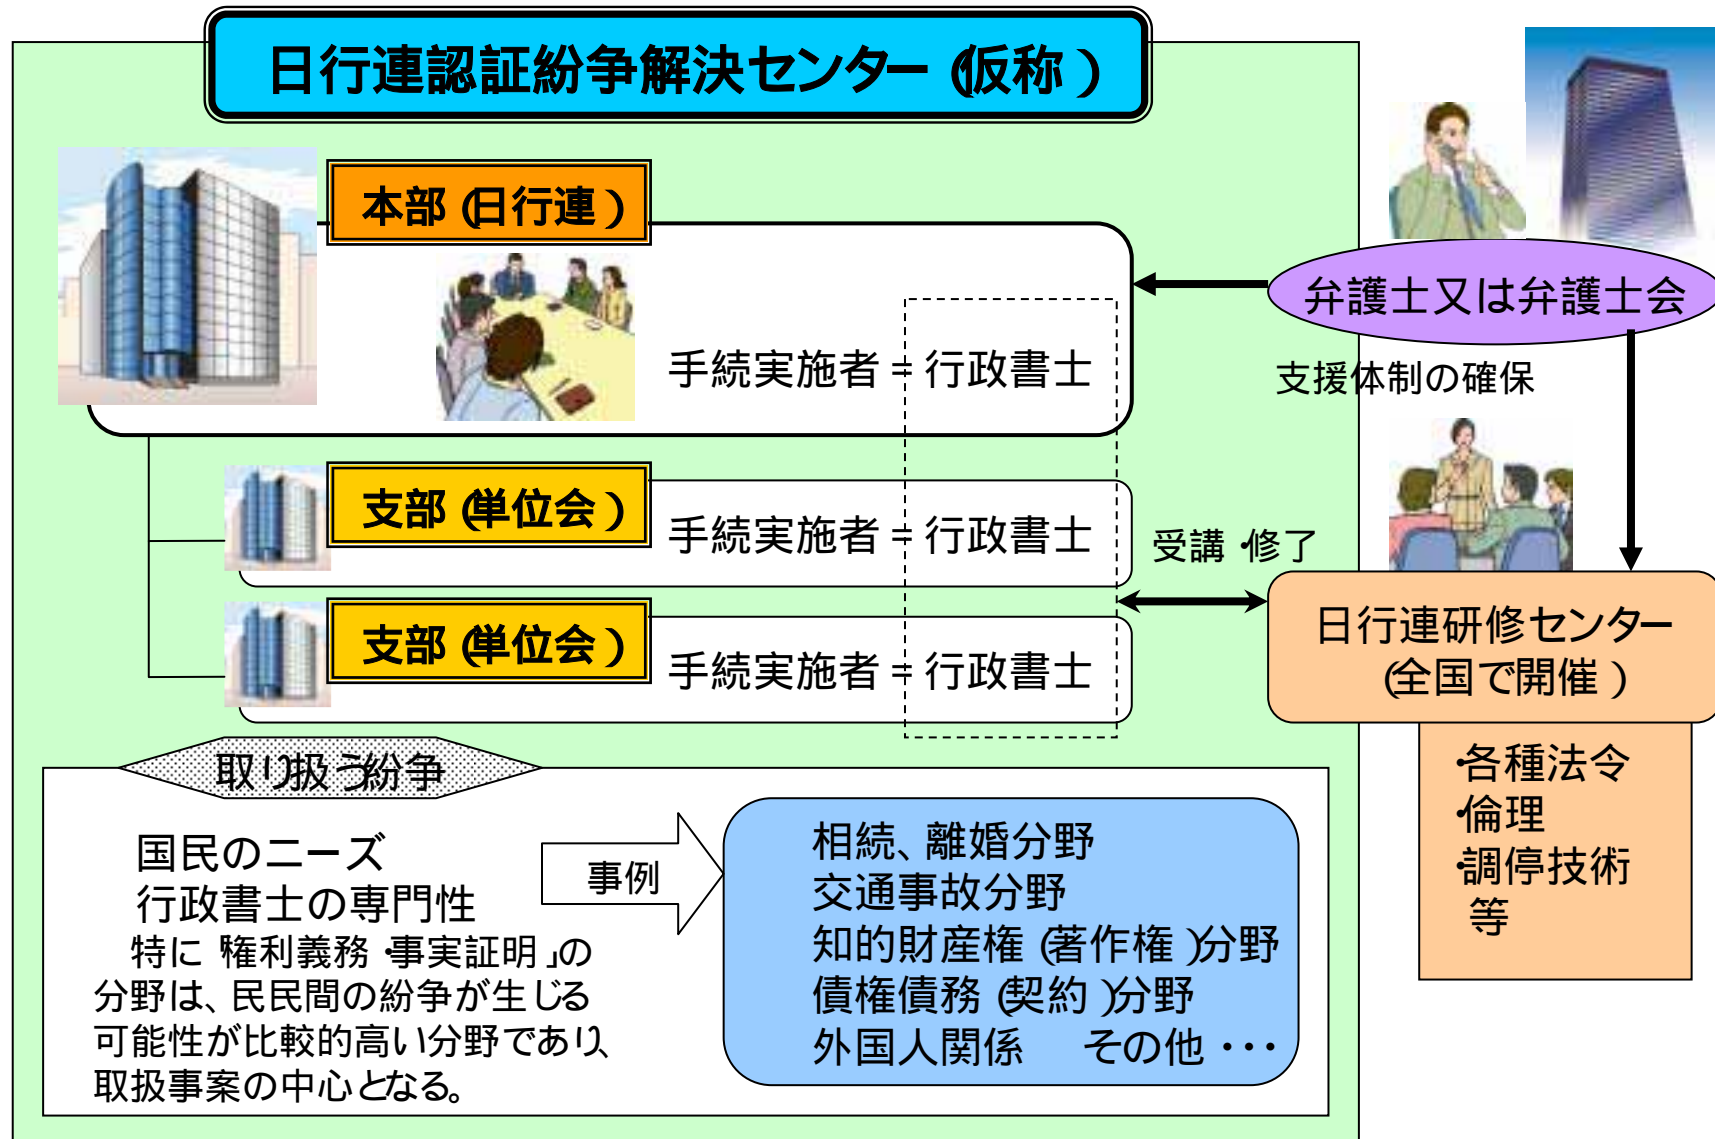 日行連認証紛争解決センター（仮称）
本部（日行連）
手続実施者＝行政書士
支部（単位会）
手続実施者＝行政書士
支部（単位会）
手続実施者＝行政書士
弁護士又は弁護士会
支援体制の確保
受講・修了
日行連研修センター
（全国で開催）
・各種法令
・倫理
・調停技術
等
取り扱う紛争
国民のニーズ
行政書士の専門性
特に「権利義務・事実証明」の
分野は、民民間の紛争が生じる
可能性が比較的高い分野であり、
取扱事案の中心となる。
事例
相続、離婚分野
交通事故分野
知的財産権（著作権）分野
債権債務（契約）分野
外国人関係　その他・・・